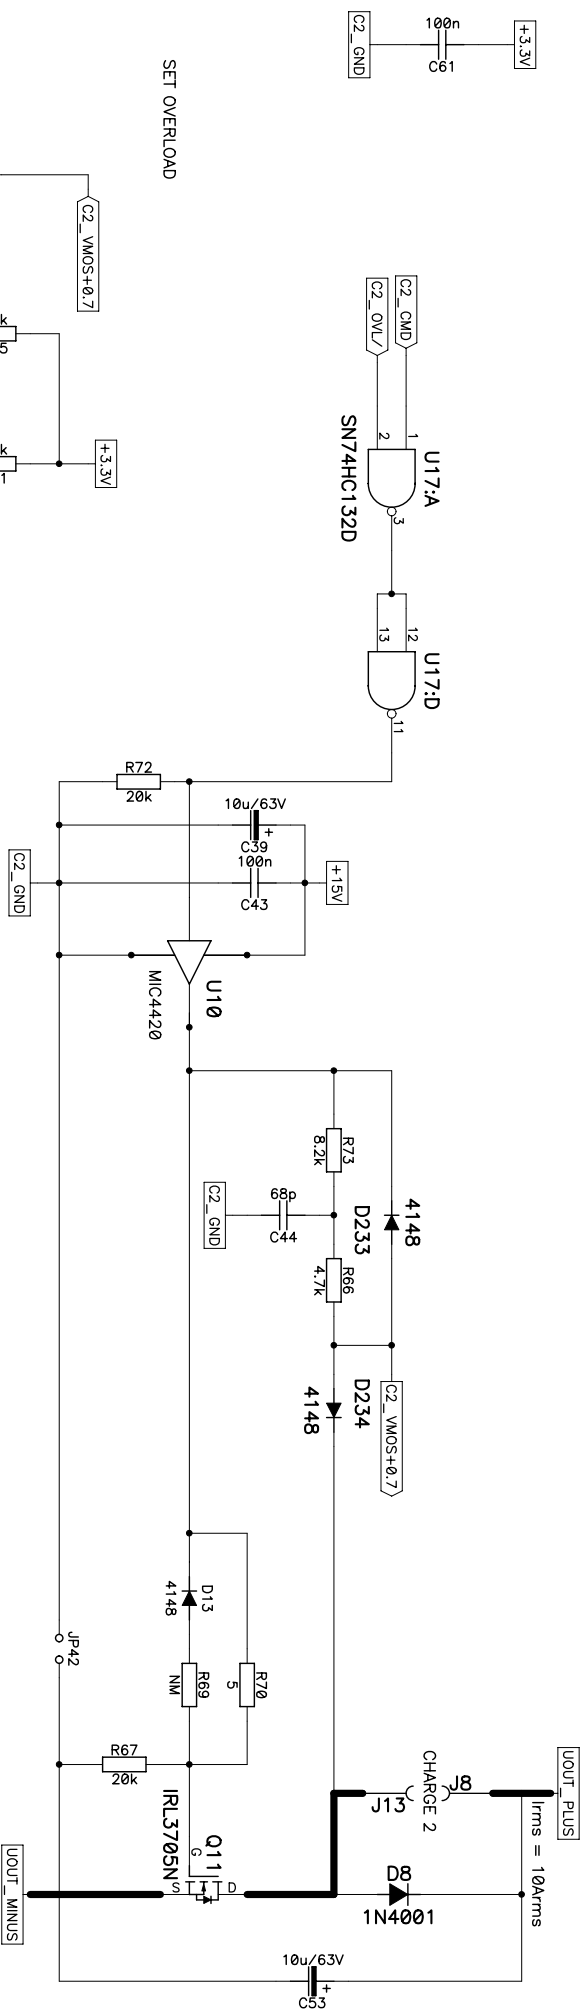 100n
C2_GND
C61
+3.3V
SET OVERLOAD
C2_VMOS+0.7
k
5
k
1
+3.3V
C2_CMD
C2_OVL/
1
2
U17:A
3
SN74HC132D
12
13
U17:D
11
R72
20k
10u/63V
+
C39
100n
C43
+15V
C2_GND
U10
MIC4420
R73
8.2k
68p
C44
C2_GND
D233
4148
R66
4.7k
D234
4148
C2_VMOS+0.7
D13
4148
R69
NM
R70
5
JP42
R67
20k
Q11
IRL3705N
G
S
D
J13
J8
CHARGE 2
UOUT_PLUS
Irms = 10Arms
D8
1N4001
UOUT_MINUS
10u/63V
+
C53